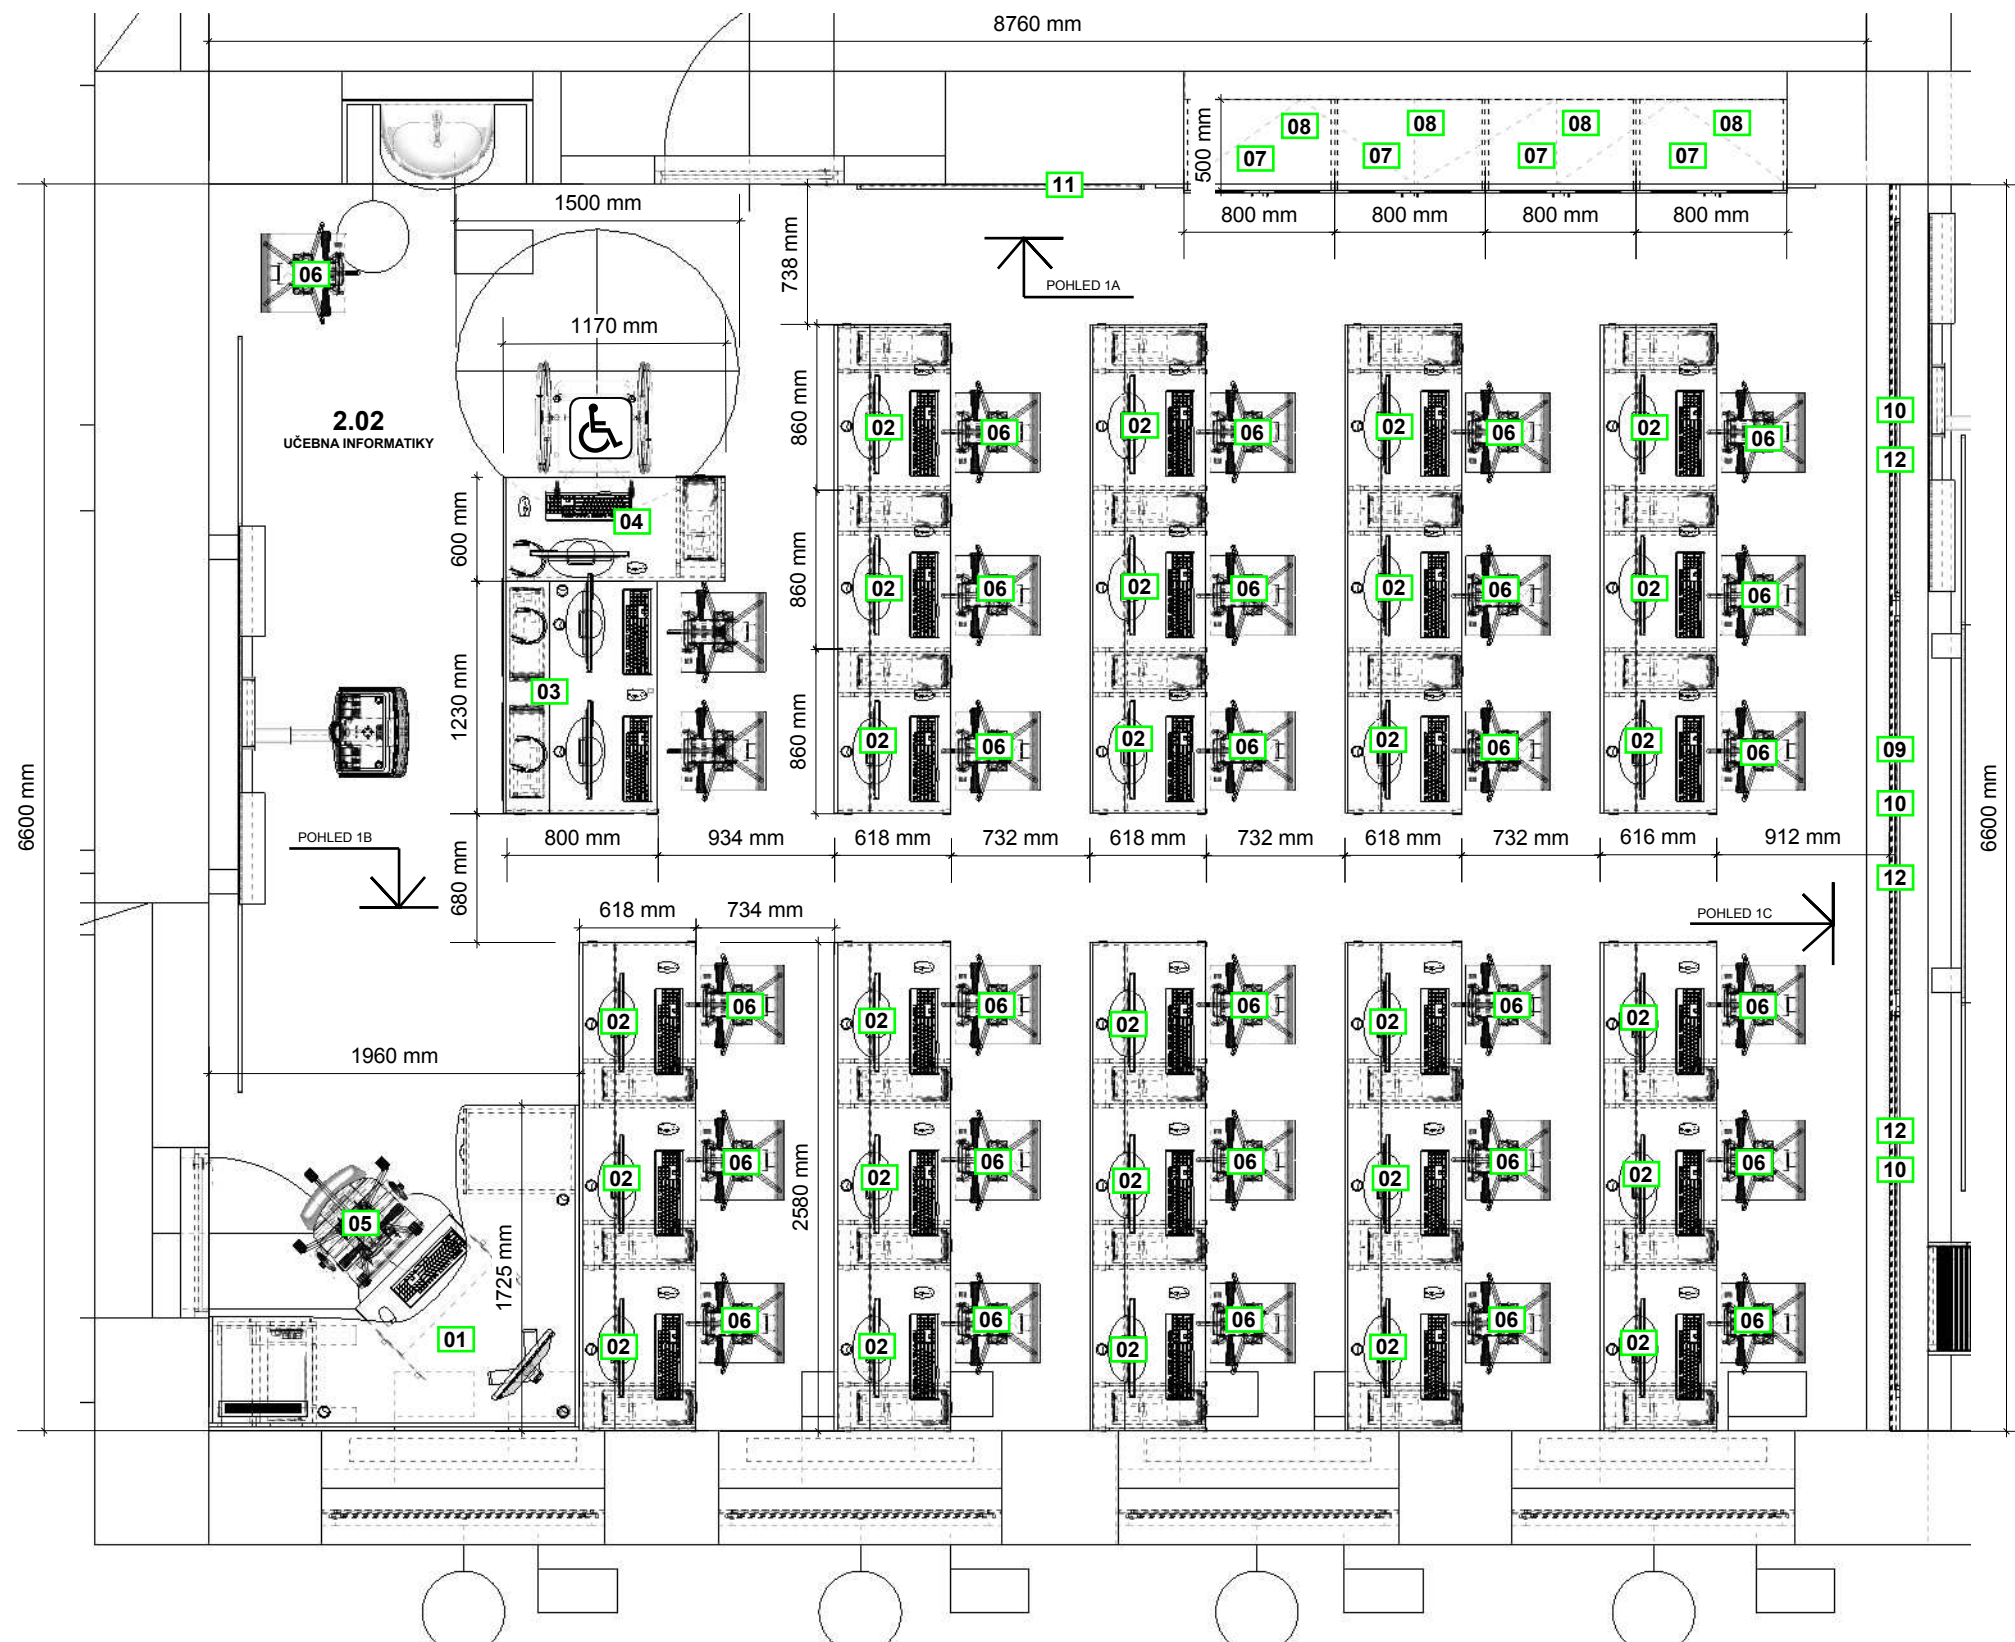 8760 mm
08
08
08
08
07
07
07
07
500 mm
11
1500 mm
800 mm
800 mm
800 mm
800 mm
738 mm
06
POHLED 1A
1170 mm
2.02
UČEBNA INFORMATIKY
860 mm
02
06
02
06
02
06
02
06
10
12
600 mm
04
860 mm
02
06
02
06
02
06
02
06
03
1230 mm
860 mm
02
06
02
06
02
06
02
06
09
10
6600 mm
6600 mm
POHLED 1B
800 mm
934 mm
618 mm
732 mm
618 mm
732 mm
618 mm
732 mm
616 mm
912 mm
12
680 mm
618 mm
734 mm
POHLED 1C
02
06
02
06
02
06
02
06
02
06
1960 mm
12
10
02
06
02
06
02
06
02
06
02
06
2580 mm
05
1725 mm
01
02
06
02
06
02
06
02
06
02
06